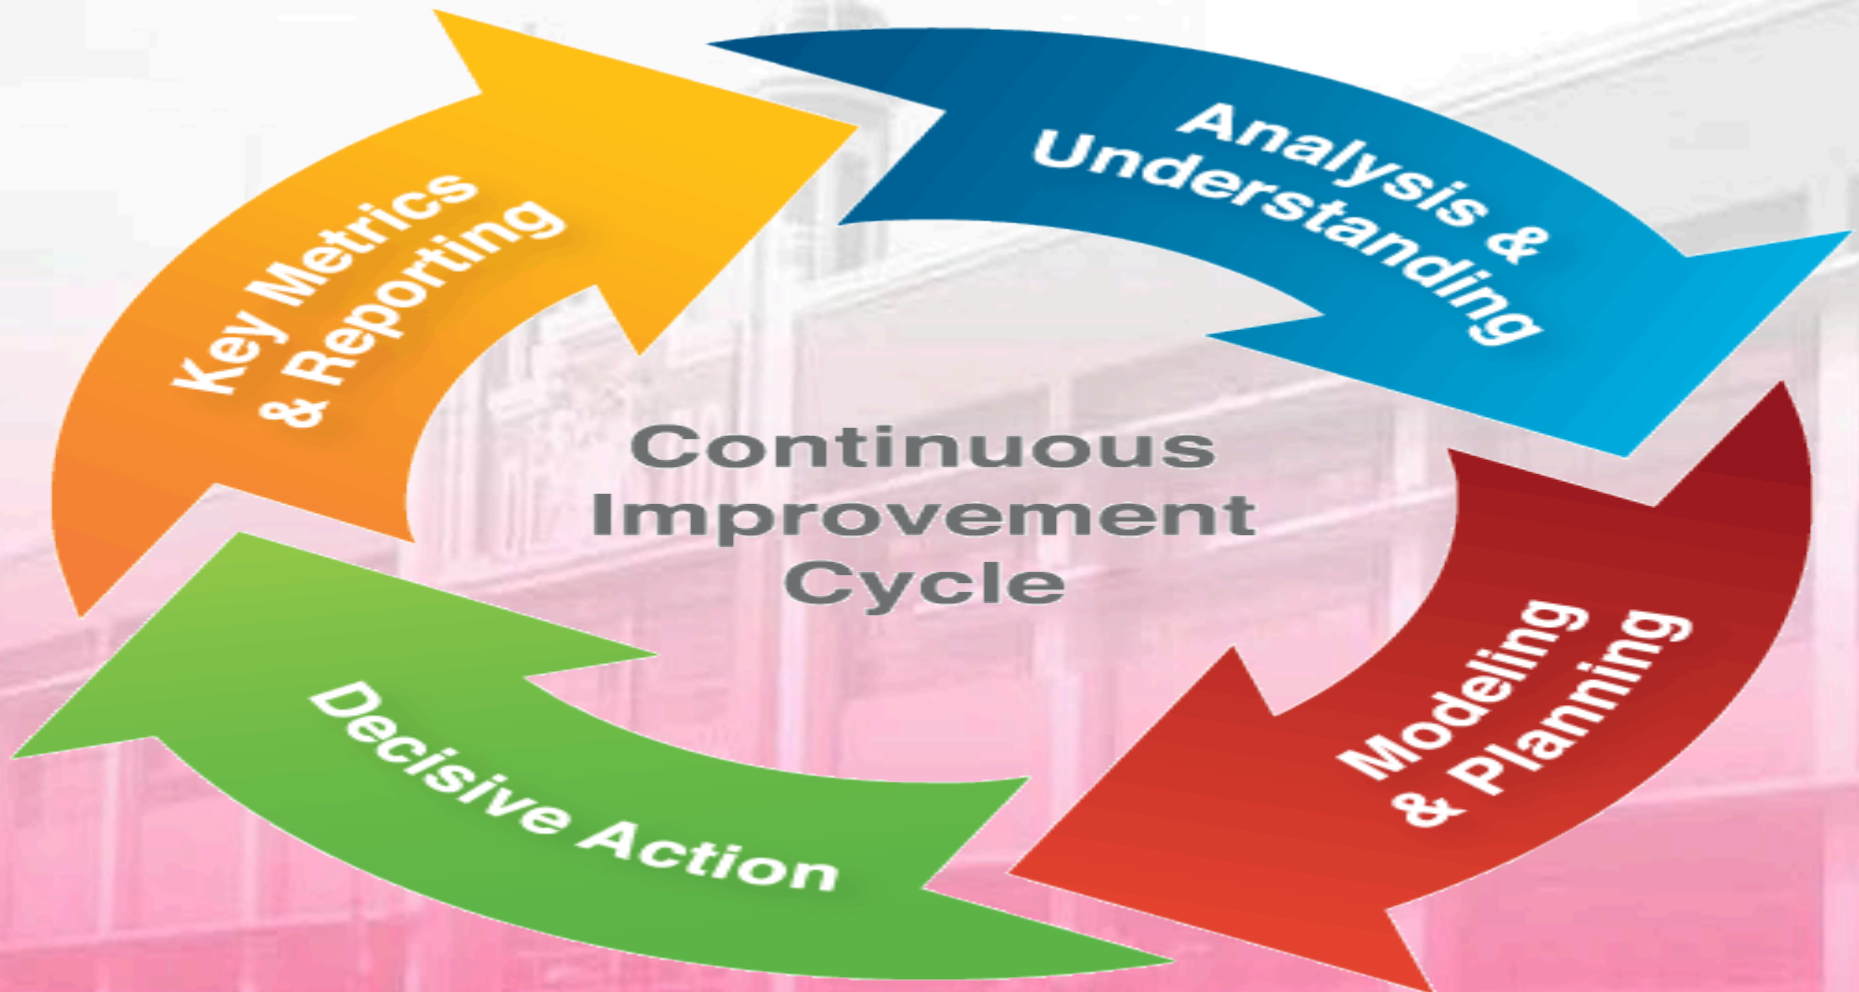 Key Metrics
& Reporting
Analysis &
Understanding
Modeling
& Planning
Decisive Action
Continuous
Improvement
Cycle